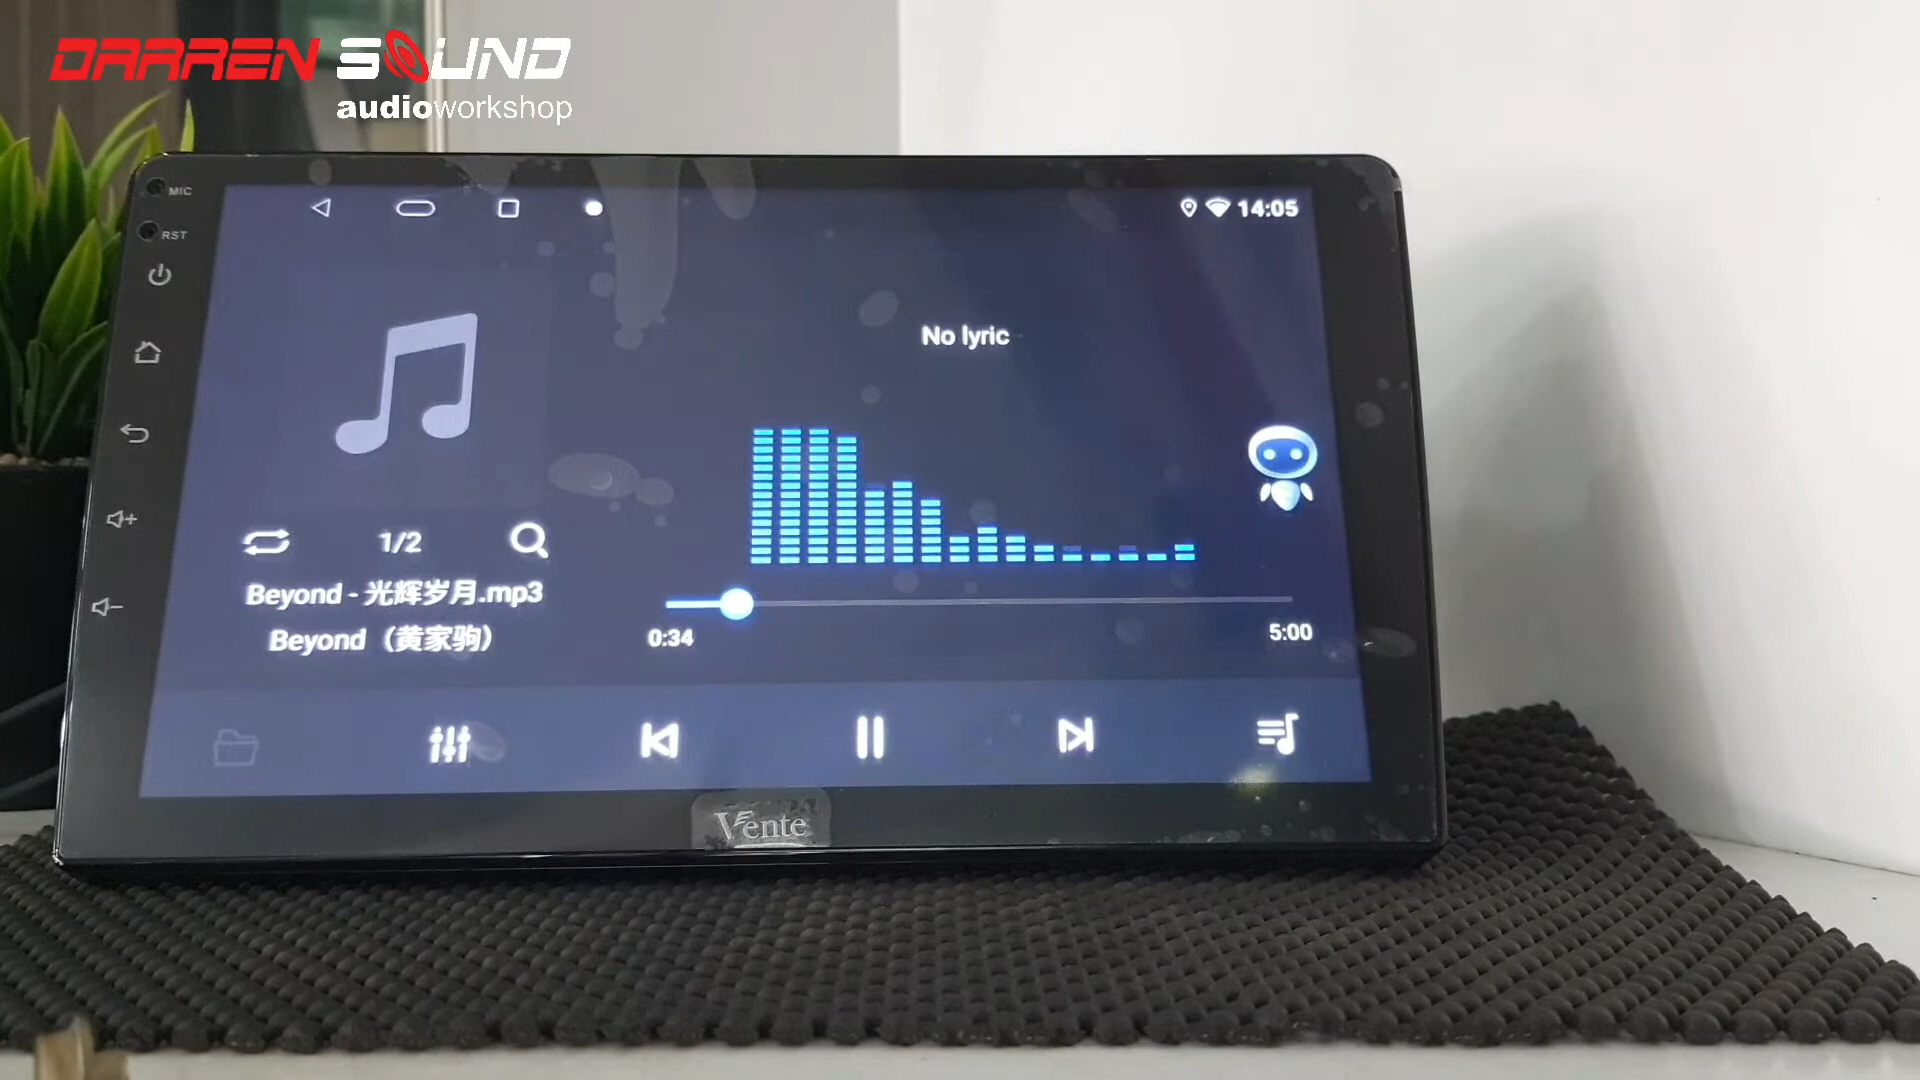 DARREN SOUND
audioworkshop
MIC
RST
14:05
No lyric
1/2
Beyond - 光辉岁月.mp3
Beyond（黄家驹）
0:34
5:00
Vente